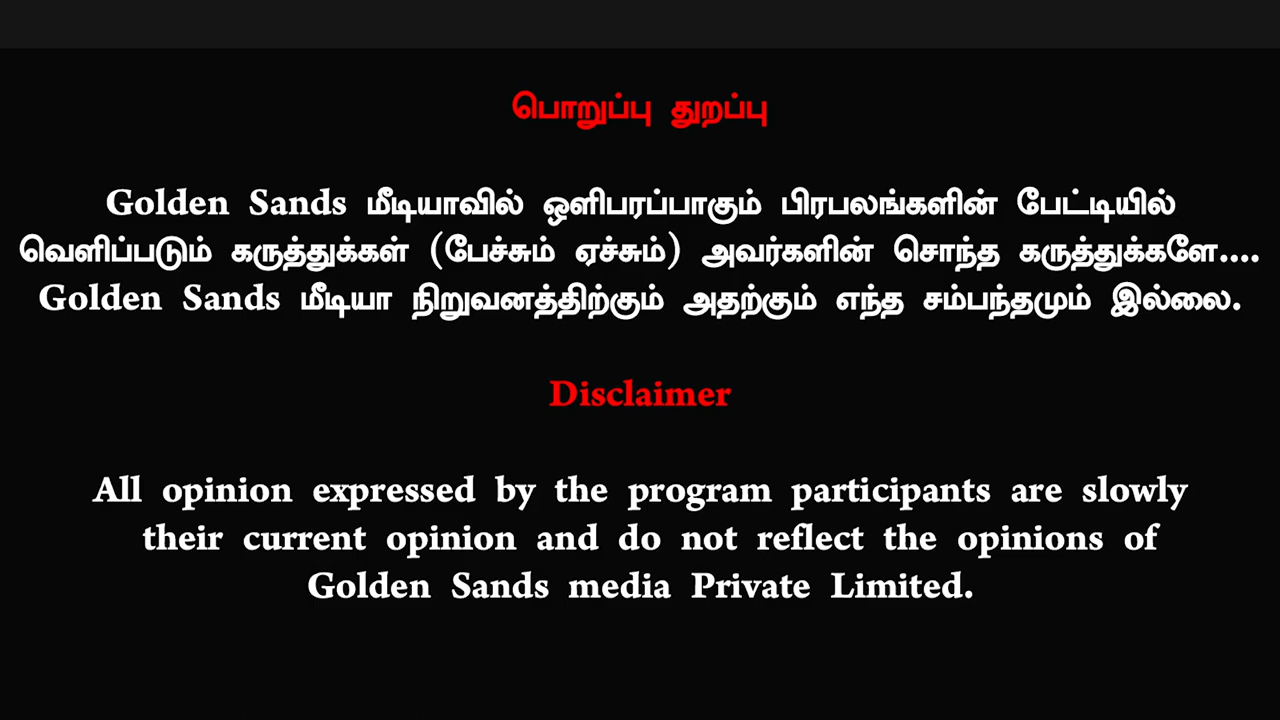 பொறுப்பு துறப்பு
Golden Sands மீடியாவில் ஒளிபரப்பாகும் பிரபலங்களின் பேட்டியில்
வெளிப்படும் கருத்துக்கள் (பேச்சும் ஏச்சும்) அவர்களின் சொந்த கருத்துக்களே....
Golden Sands மீடியா நிறுவனத்திற்கும் அதற்கும் எந்த சம்பந்தமும் இல்லை.
Disclaimer
All opinion expressed by the program participants are slowly
their current opinion and do not reflect the opinions of
Golden Sands media Private Limited.